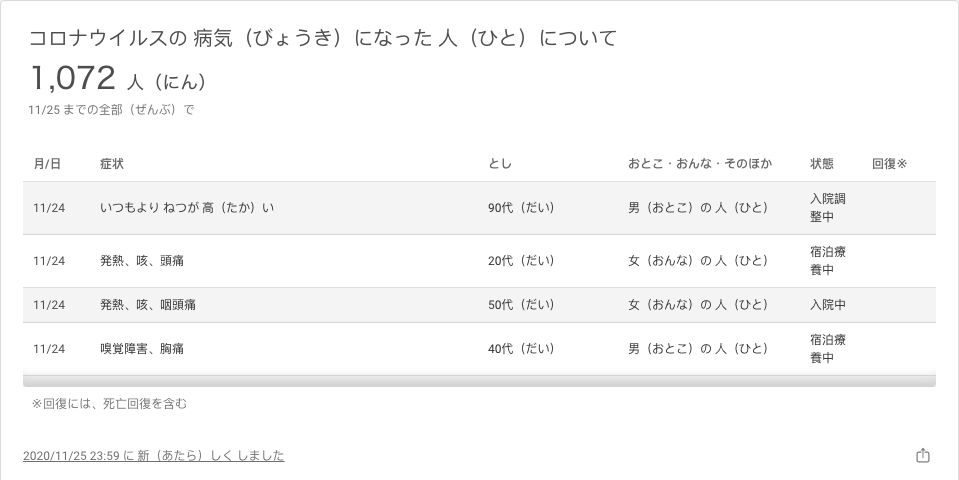 コロナウイルスの 病気（びょうき）になった 人（ひと）について
1,072 人（にん）
11/25 までの全部（ぜんぶ）で
月/日 症状 とし おとこ・おんな・そのほか 状態 回復※
11/24 いつもより ねつが 高（たか）い 90代（だい） 男（おとこ）の 人（ひと） 入院調
整中
11/24 発熱、咳、頭痛 20代（だい） 女（おんな）の 人（ひと） 宿泊療
養中
11/24 発熱、咳、咽頭痛 50代（だい） 女（おんな）の 人（ひと） 入院中
11/24 嗅覚障害、胸痛 40代（だい） 男（おとこ）の 人（ひと） 宿泊療
養中
※回復には、死亡回復を含む
2020/11/25 23:59 に 新（あたら）しく しました